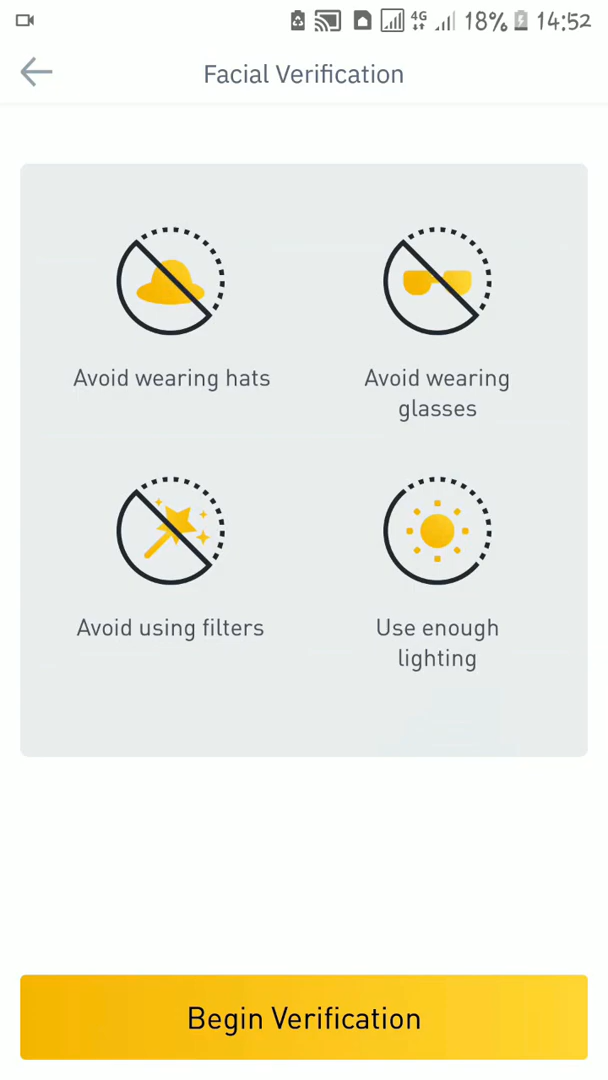 4G 18% 14:52
Facial Verification
Avoid wearing hats
Avoid wearing
glasses
Avoid using filters
Use enough
lighting
Begin Verification